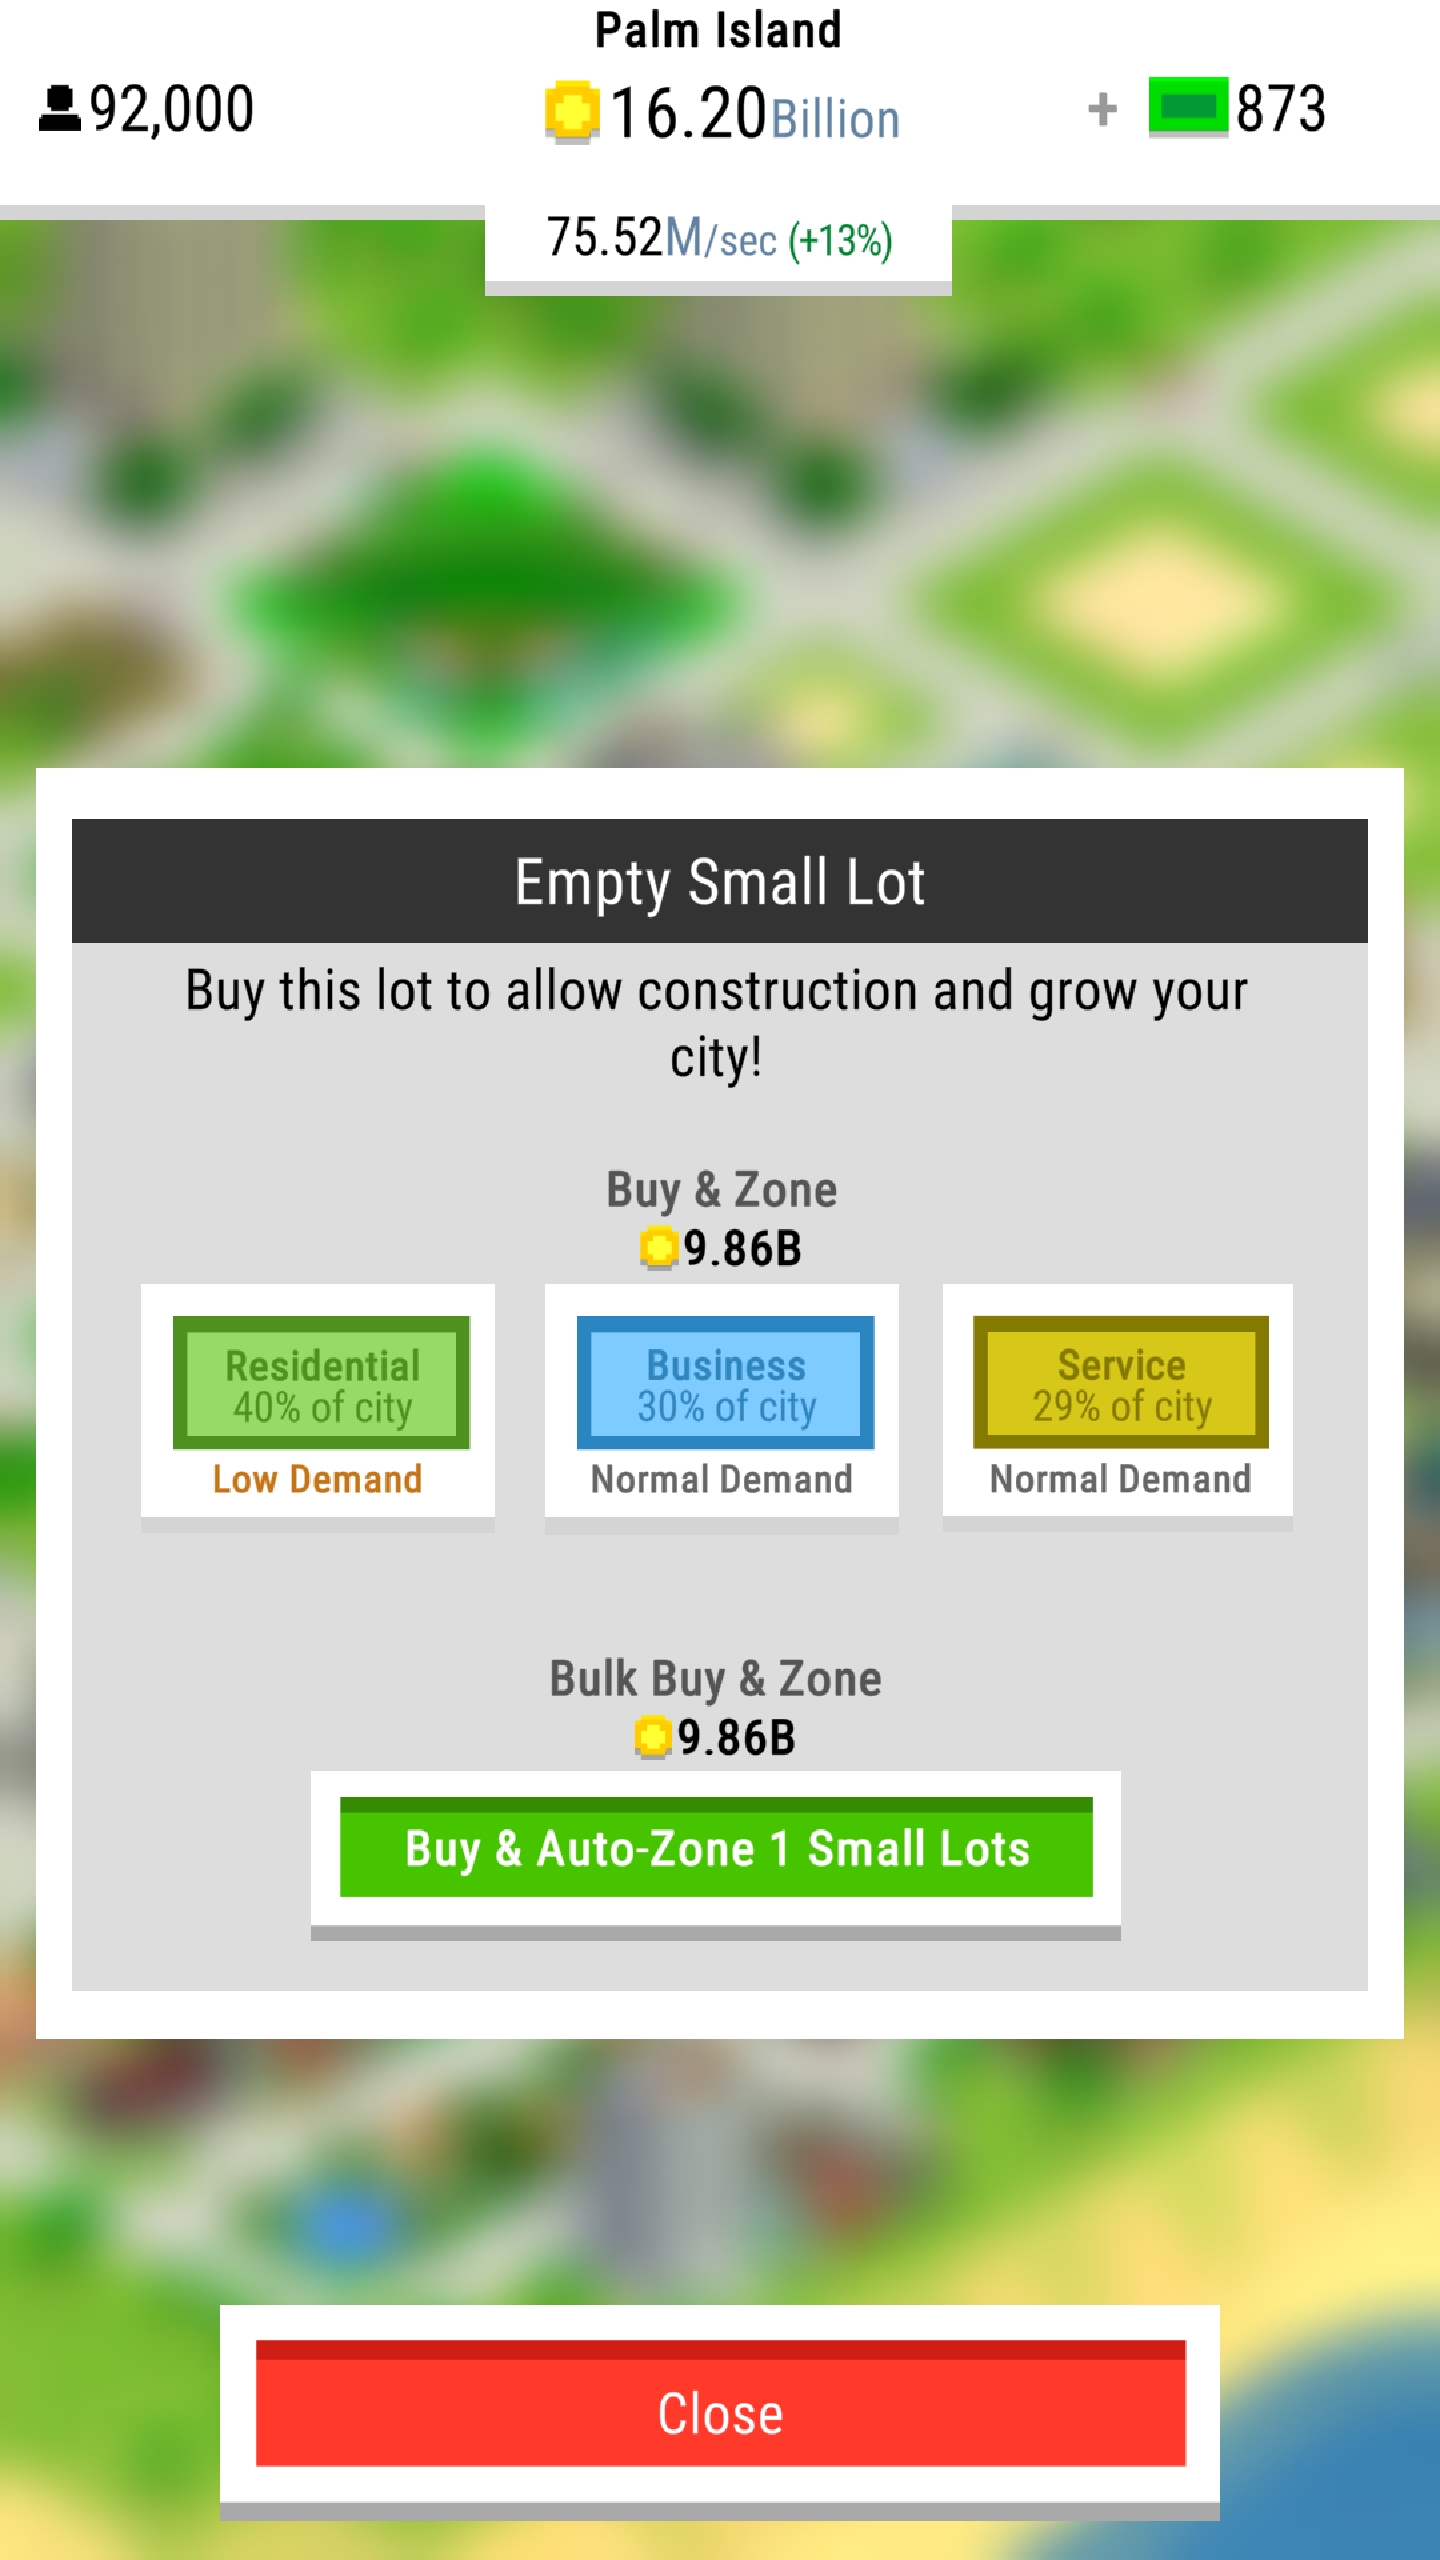 Palm Island
92,000
16.20Billion
+ 873
75.52M/sec (+13%)
Empty Small Lot
Buy this lot to allow construction and grow your
city!
Buy & Zone
9.86B
Residential
40% of city
Low Demand
Business
30% of city
Normal Demand
Service
29% of city
Normal Demand
Bulk Buy & Zone
9.86B
Buy & Auto-Zone 1 Small Lots
Close